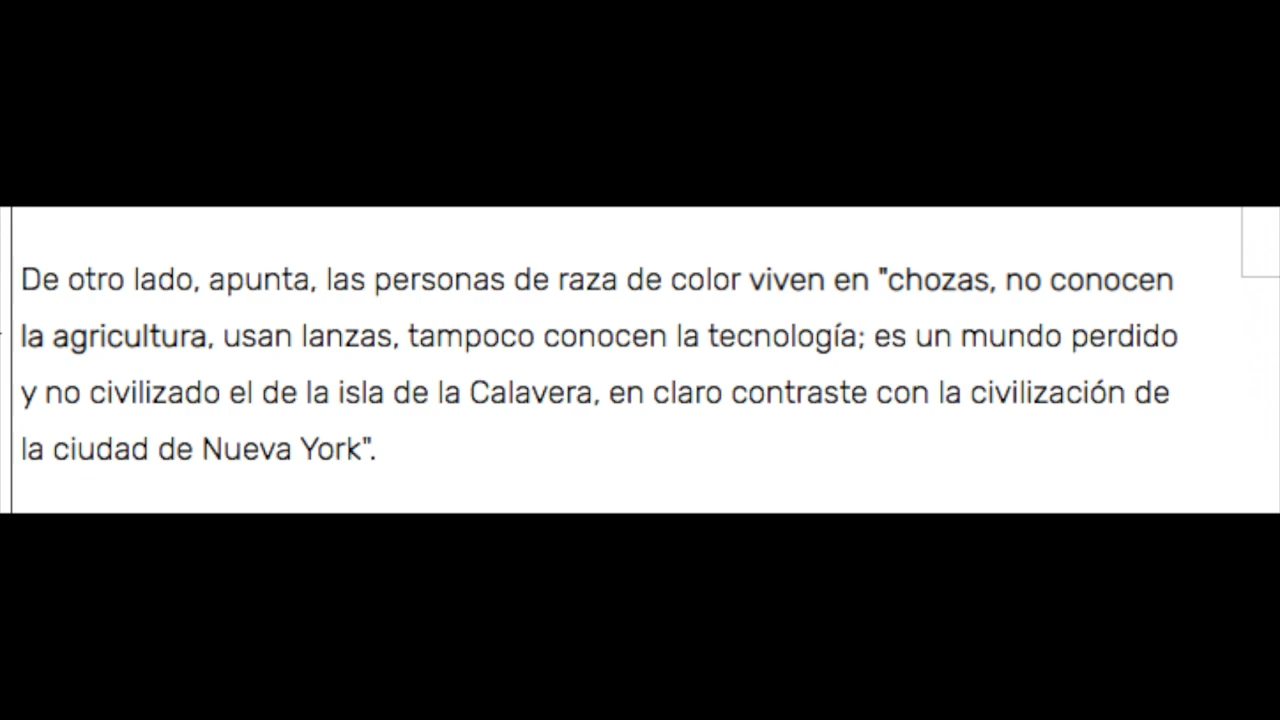 De otro lado, apunta, las personas de raza de color viven en "chozas, no conocen
la agricultura, usan lanzas, tampoco conocen la tecnología; es un mundo perdido
y no civilizado el de la isla de la Calavera, en claro contraste con la civilización de
la ciudad de Nueva York".